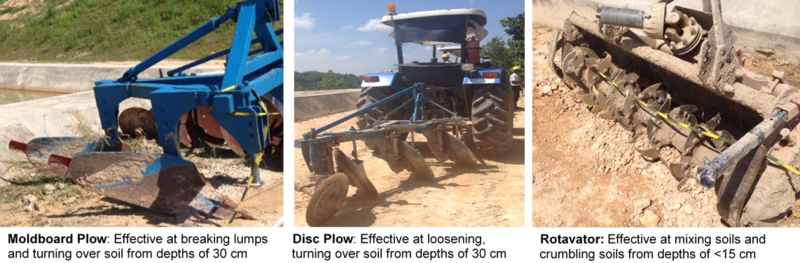 Moldboard Plow: Effective at breaking lumps
and turning over soil from depths of 30 cm
Disc Plow: Effective at loosening,
turning over soil from depths of 30 cm
Rotavator: Effective at mixing soils and
crumbling soils from depths of <15 cm